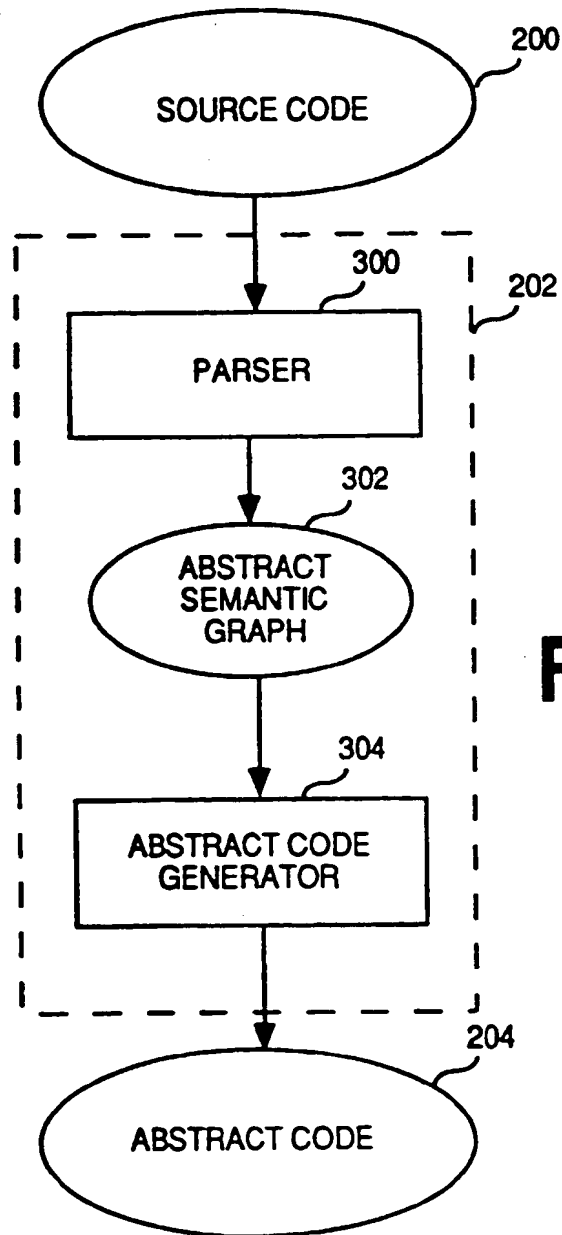 200
SOURCE CODE
300
202
PARSER
302
ABSTRACT
SEMANTIC
GRAPH
304
ABSTRACT CODE
GENERATOR
204
ABSTRACT CODE